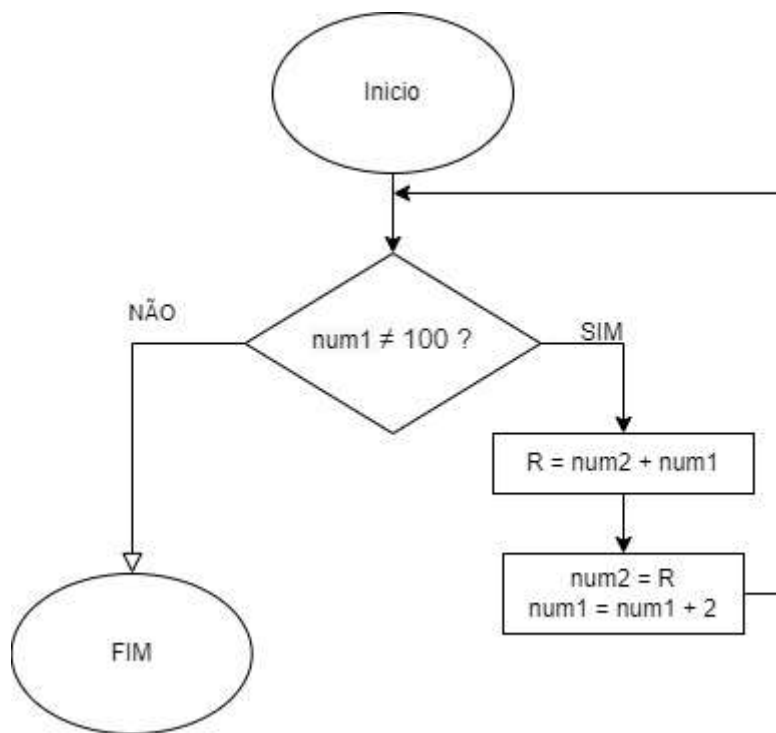 Inicio
NÃO
num1 ≠ 100 ?
SIM
R = num2 + num1
num2 = R
num1 = num1 + 2
FIM